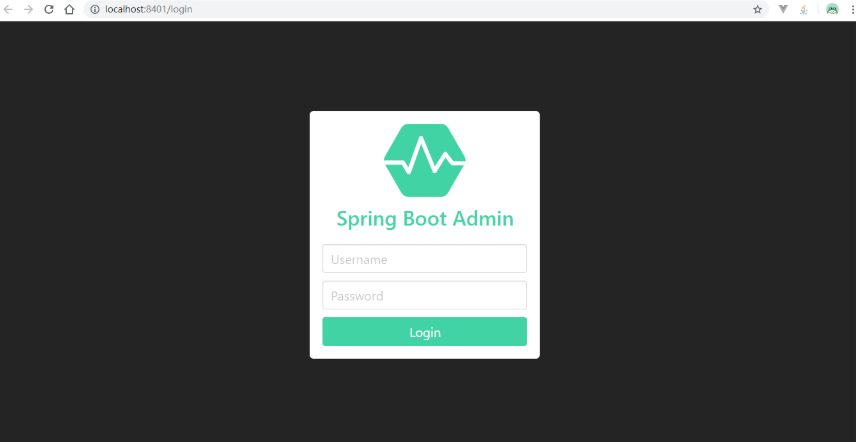 localhost:8401/login
Spring Boot Admin
Username
Password
Login